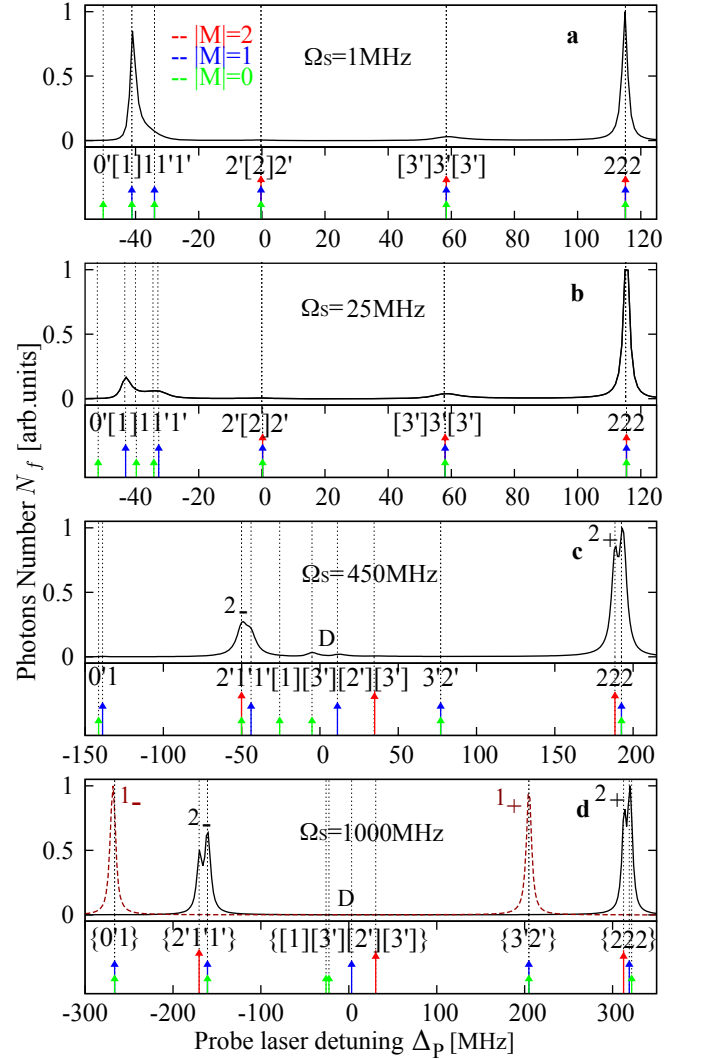 Photons Number N_f [arb.units]
1
0.5
0
-- |M|=2
-- |M|=1
-- |M|=0
Ωs=1MHz
a
0'[1]11'1' 2'[2]2' [3']3'[3'] 222
-40 -20 0 20 40 60 80 100 120
1
0.5
0
Ωs=25MHz
b
0'[1]11'1' 2'[2]2' [3']3'[3'] 222
-40 -20 0 20 40 60 80 100 120
1
0.5
0
Ωs=450MHz
c
2-
D
2+
0'1 2'1'1'[1][3'][2'][3'] 3'2' 222
-150 -100 -50 0 50 100 150 200
1
0.5
0
1-
2-
Ωs=1000MHz
D
1+
d
2+
{0'1} {2'1'1'} {[1][3'][2'][3']} {3'2'} {222}
-300 -200 -100 0 100 200 300
Probe laser detuning Δ_P [MHz]